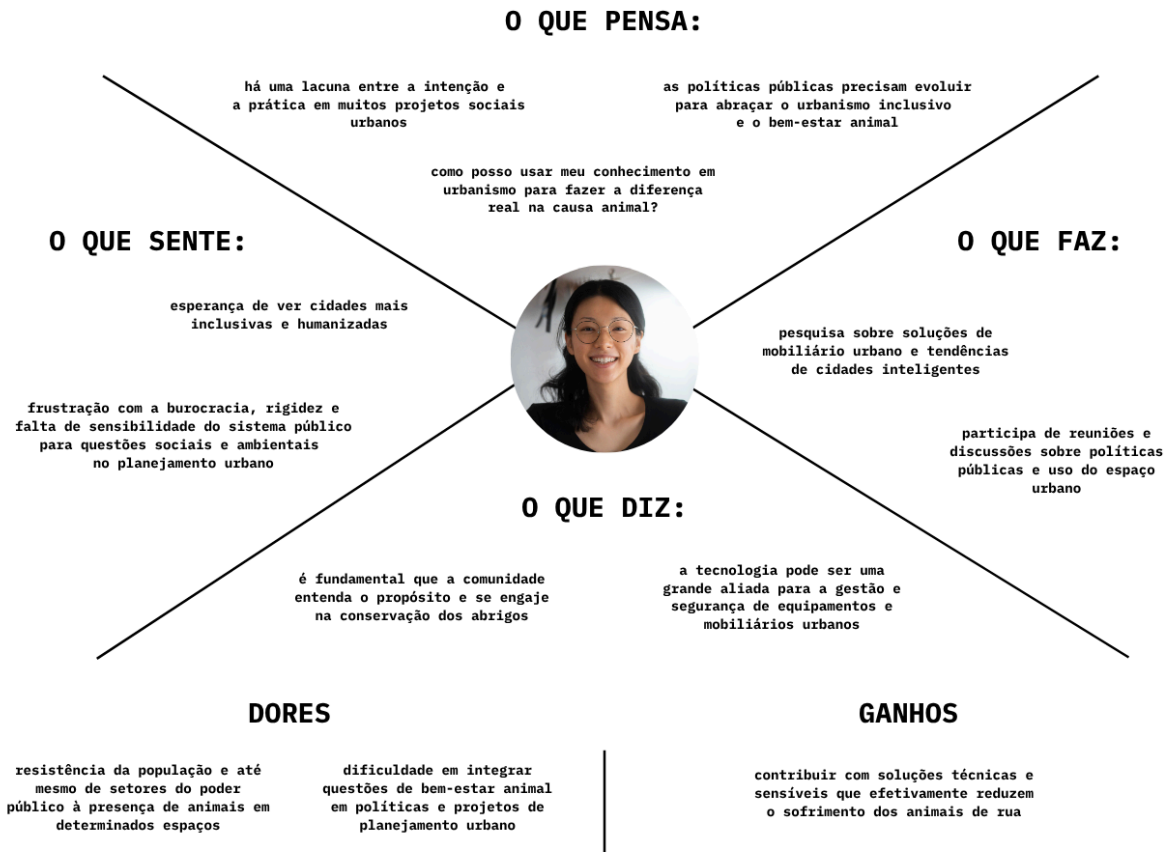 O QUE PENSA:
há uma lacuna entre a intenção e
a prática em muitos projetos sociais
urbanos
as políticas públicas precisam evoluir
para abraçar o urbanismo inclusivo
e o bem-estar animal
como posso usar meu conhecimento em
urbanismo para fazer a diferença
real na causa animal?
O QUE SENTE:
esperança de ver cidades mais
inclusivas e humanizadas
frustração com a burocracia, rigidez e
falta de sensibilidade do sistema público
para questões sociais e ambientais
no planejamento urbano
O QUE FAZ:
pesquisa sobre soluções de
mobiliário urbano e tendências
de cidades inteligentes
participa de reuniões e
discussões sobre políticas
públicas e uso do espaço
urbano
O QUE DIZ:
é fundamental que a comunidade
entenda o propósito e se engaje
na conservação dos abrigos
a tecnologia pode ser uma
grande aliada para a gestão e
segurança de equipamentos e
mobiliários urbanos
DORES
resistência da população e até
mesmo de setores do poder
público à presença de animais em
determinados espaços
dificuldade em integrar
questões de bem-estar animal
em políticas e projetos de
planejamento urbano
GANHOS
contribuir com soluções técnicas e
sensíveis que efetivamente reduzem
o sofrimento dos animais de rua